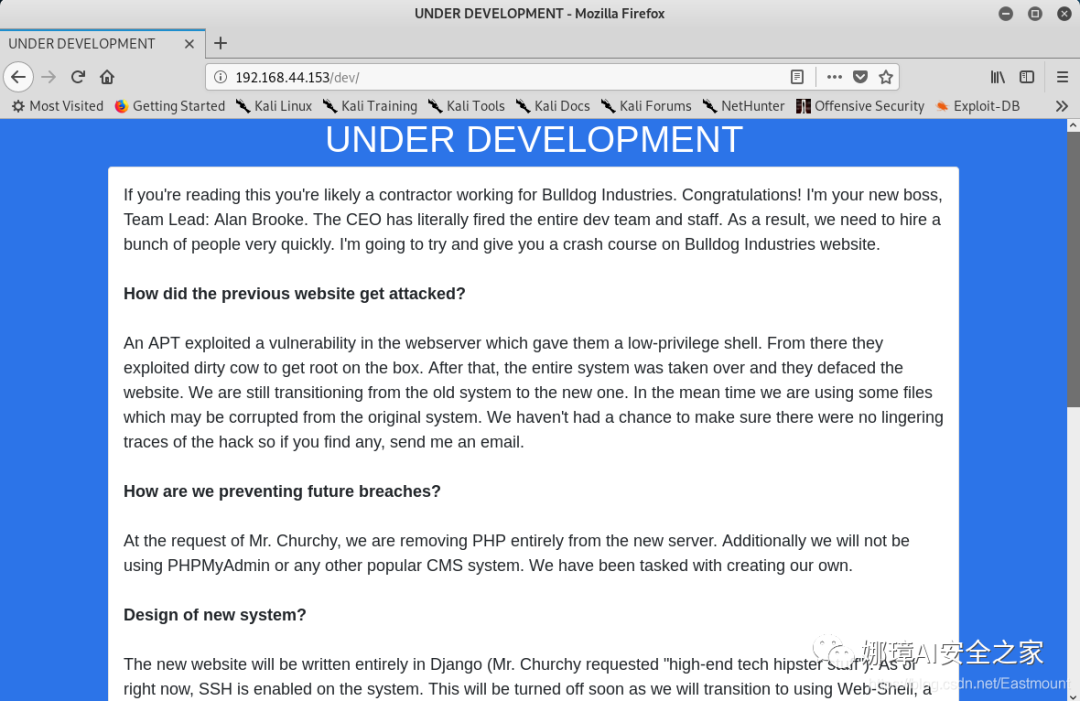 UNDER DEVELOPMENT - Mozilla Firefox
UNDER DEVELOPMENT
192.168.44.153/dev/
Most Visited Getting Started Kali Linux Kali Training Kali Tools Kali Docs Kali Forums NetHunter Offensive Security Exploit-DB
UNDER DEVELOPMENT
If you're reading this you're likely a contractor working for Bulldog Industries. Congratulations! I'm your new boss,
Team Lead: Alan Brooke. The CEO has literally fired the entire dev team and staff. As a result, we need to hire a
bunch of people very quickly. I'm going to try and give you a crash course on Bulldog Industries website.
How did the previous website get attacked?
An APT exploited a vulnerability in the webserver which gave them a low-privilege shell. From there they
exploited dirty cow to get root on the box. After that, the entire system was taken over and they defaced the
website. We are still transitioning from the old system to the new one. In the mean time we are using some files
which may be corrupted from the original system. We haven't had a chance to make sure there were no lingering
traces of the hack so if you find any, send me an email.
How are we preventing future breaches?
At the request of Mr. Churchy, we are removing PHP entirely from the new server. Additionally we will not be
using PHPMyAdmin or any other popular CMS system. We have been tasked with creating our own.
Design of new system?
The new website will be written entirely in Django (Mr. Churchy requested "high-end tech hipster stuff"). As of
right now, SSH is enabled on the system. This will be turned off soon as we will transition to using Web-Shell, a
娜璋AI安全之家
https://blog.csdn.net/Eastmount